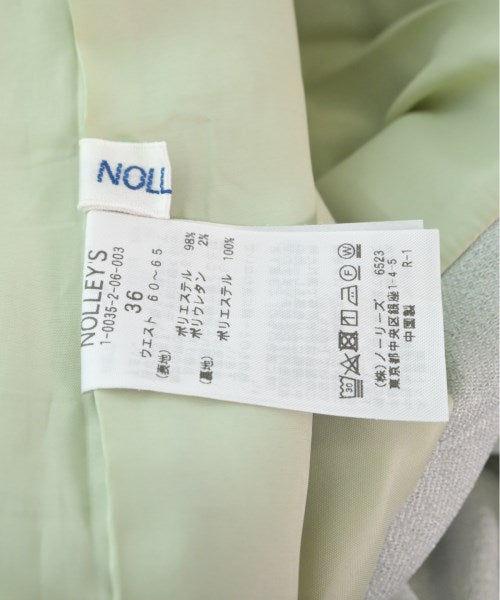 NOLL
NOLLEY'S
1-0035-2-06-003
36
ウエスト 60～65
(表地)
ポリエステル 98%
ポリウレタン 2%
(裏地)
ポリエステル 100%
30
F W
(株)ノーリーズ 6523
東京都中央区銀座1-4-5
中国製 R-1